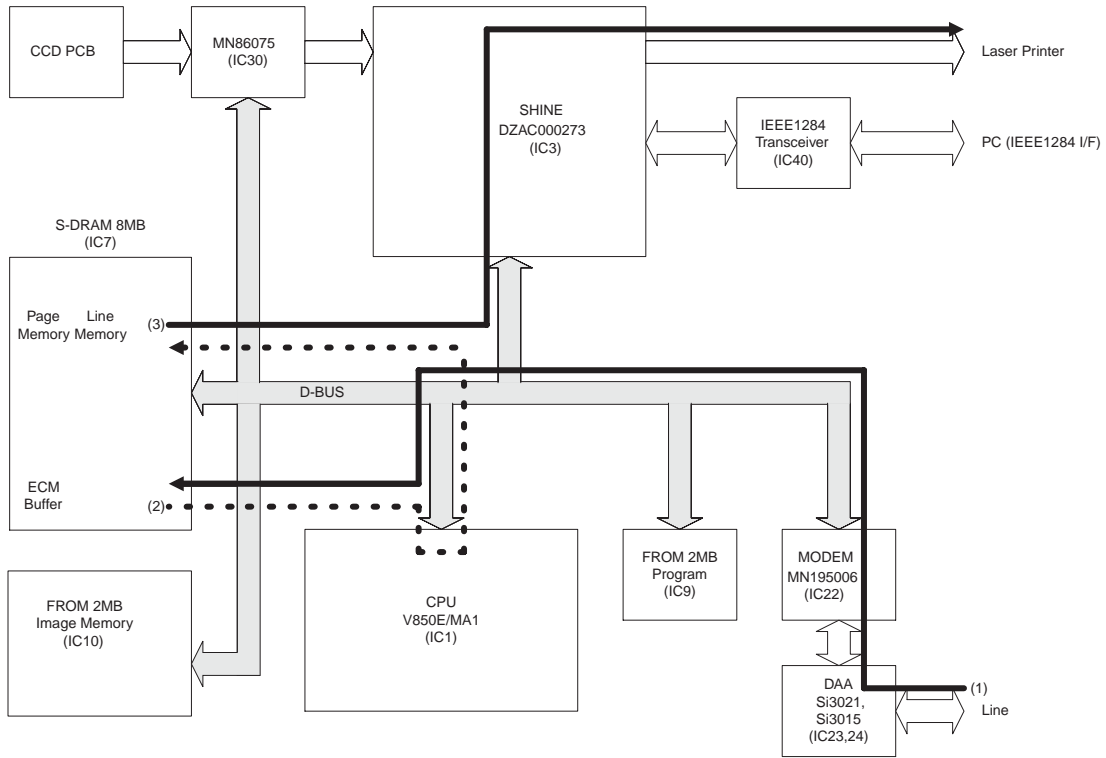 CCD PCB
MN86075
(IC30)
SHINE
DZAC000273
(IC3)
Laser Printer
IEEE1284
Transceiver
(IC40)
PC (IEEE1284 I/F)
S-DRAM 8MB
(IC7)
Page Line
Memory Memory
(3)
D-BUS
ECM
Buffer
(2)
FROM 2MB
Image Memory
(IC10)
CPU
V850E/MA1
(IC1)
FROM 2MB
Program
(IC9)
MODEM
MN195006
(IC22)
DAA
Si3021,
Si3015
(IC23,24)
(1)
Line